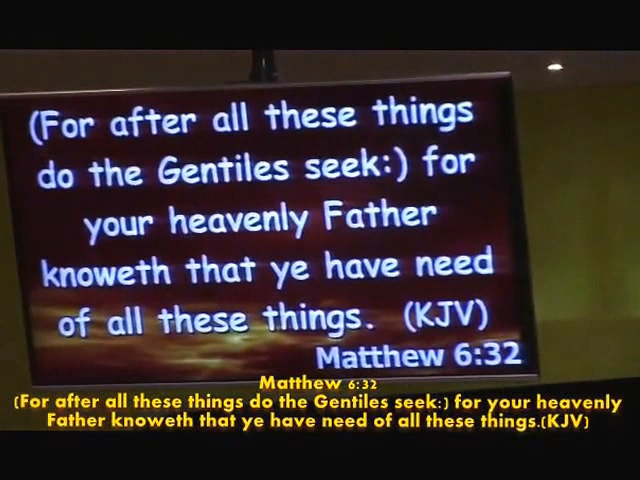 (For after all these things
do the Gentiles seek:) for
your heavenly Father
knoweth that ye have need
of all these things. (KJV)
Matthew 6:32
Matthew 6:32
(For after all these things do the Gentiles seek:) for your heavenly
Father knoweth that ye have need of all these things.(KJV)